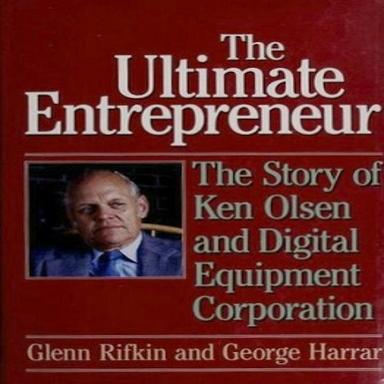 The
Ultimate
Entrepreneur
The Story of
Ken Olsen
and Digital
Equipment
Corporation
Glenn Rifkin and George Harrar